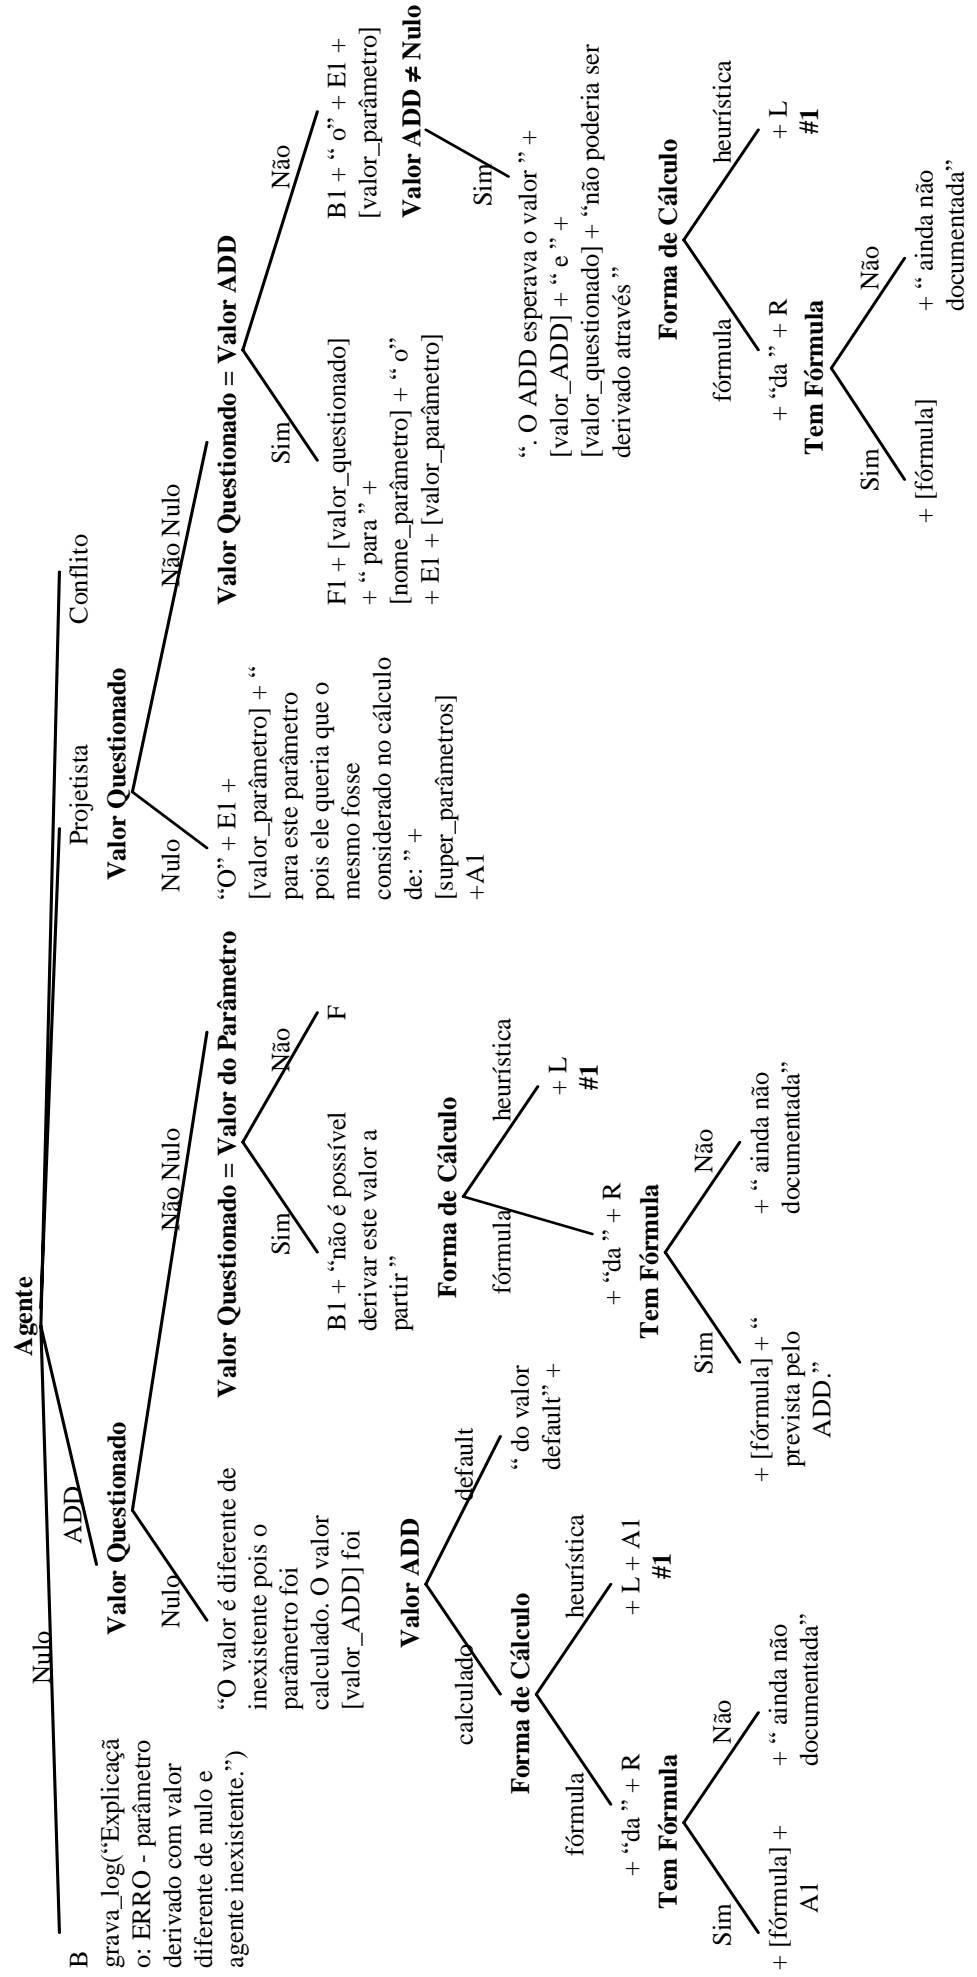 Agente
Nulo
ADD
Projetista
Conflito
B
grava_log(“Explicaçã
o: ERRO - parâmetro
derivado com valor
diferente de nulo e
agente inexistente.”)
Valor Questionado
Nulo
Não Nulo
“O valor é diferente de
inexistente pois o
parâmetro foi
calculado. O valor
[valor_ADD] foi
Valor ADD
calculado
default
“ do valor
default” +
Forma de Cálculo
fórmula
heurística
+ “da ” + R
+ L + A1
#1
Tem Fórmula
Sim
Não
+ [fórmula] +
A1
+ “ ainda não
documentada”
Valor Questionado = Valor do Parâmetro
Sim
Não
B1 + “não é possível
derivar este valor a
partir ”
F
Forma de Cálculo
fórmula
heurística
+ “da ” + R
+ L
#1
Tem Fórmula
Sim
Não
+ [fórmula] + “
prevista pelo
ADD.”
+ “ ainda não
documentada”
Valor Questionado
Nulo
Não Nulo
“O” + E1 +
[valor_parâmetro] + “
para este parâmetro
pois ele queria que o
mesmo fosse
considerado no cálculo
de: ” +
[super_parâmetros]
+A1
Valor Questionado = Valor ADD
Sim
Não
F1 + [valor_questionado]
+ “ para ” +
[nome_parâmetro] + “ o”
+ E1 + [valor_parâmetro]
B1 + “ o” + E1 +
[valor_parâmetro]
Valor ADD ≠ Nulo
Sim
“. O ADD esperava o valor ” +
[valor_ADD] + “ e ” +
[valor_questionado] + “não poderia ser
derivado através ”
Forma de Cálculo
fórmula
heurística
+ “da ” + R
+ L
#1
Tem Fórmula
Sim
Não
+ [fórmula]
+ “ ainda não
documentada”